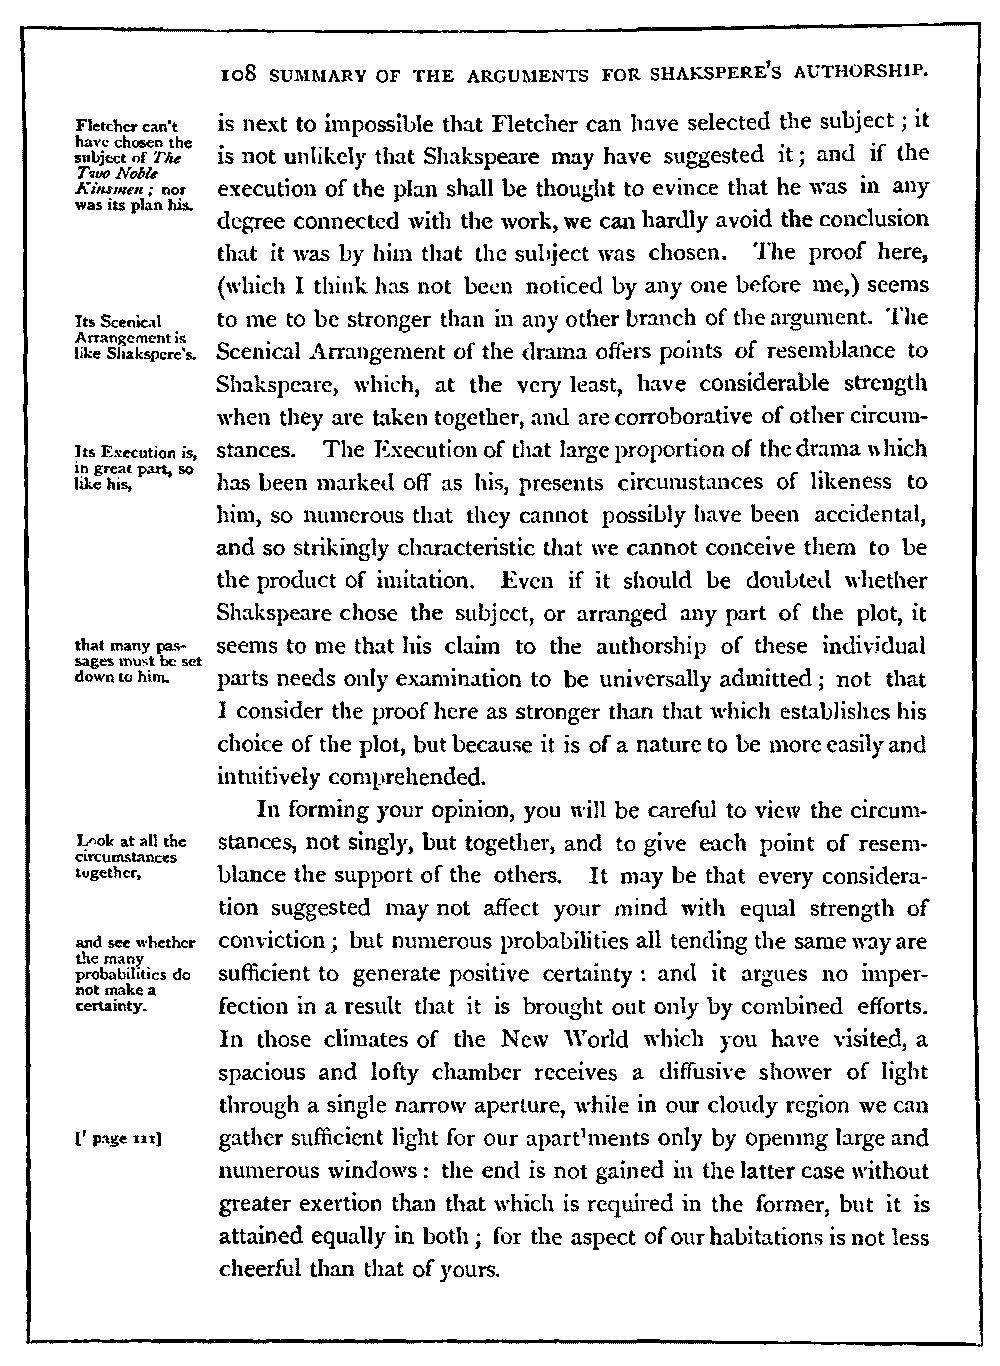 108 SUMMARY OF THE ARGUMENTS FOR SHAKSPERE'S AUTHORSHIP.
Fletcher can't
have chosen the
subject of The
Two Noble
Kinsmen; nor
was its plan his.
is next to impossible that Fletcher can have selected the subject; it
is not unlikely that Shakspeare may have suggested it; and if the
execution of the plan shall be thought to evince that he was in any
degree connected with the work, we can hardly avoid the conclusion
that it was by him that the subject was chosen. The proof here,
(which I think has not been noticed by any one before me,) seems
Its Scenical
Arrangement is
like Shakspere's.
to me to be stronger than in any other branch of the argument. The
Scenical Arrangement of the drama offers points of resemblance to
Shakspeare, which, at the very least, have considerable strength
when they are taken together, and are corroborative of other circum-
Its Execution is,
in great part, so
like his,
stances. The Execution of that large proportion of the drama which
has been marked off as his, presents circumstances of likeness to
him, so numerous that they cannot possibly have been accidental,
and so strikingly characteristic that we cannot conceive them to be
the product of imitation. Even if it should be doubted whether
Shakspeare chose the subject, or arranged any part of the plot, it
that many pas-
sages must be set
down to him.
seems to me that his claim to the authorship of these individual
parts needs only examination to be universally admitted; not that
I consider the proof here as stronger than that which establishes his
choice of the plot, but because it is of a nature to be more easily and
intuitively comprehended.
In forming your opinion, you will be careful to view the circum-
Look at all the
circumstances
together,
stances, not singly, but together, and to give each point of resem-
blance the support of the others. It may be that every considera-
tion suggested may not affect your mind with equal strength of
and see whether
the many
probabilities do
not make a
certainty.
conviction; but numerous probabilities all tending the same way are
sufficient to generate positive certainty: and it argues no imper-
fection in a result that it is brought out only by combined efforts.
In those climates of the New World which you have visited, a
spacious and lofty chamber receives a diffusive shower of light
through a single narrow aperture, while in our cloudy region we can
[¹ page 111]
gather sufficient light for our apart¹ments only by opening large and
numerous windows: the end is not gained in the latter case without
greater exertion than that which is required in the former, but it is
attained equally in both; for the aspect of our habitations is not less
cheerful than that of yours.